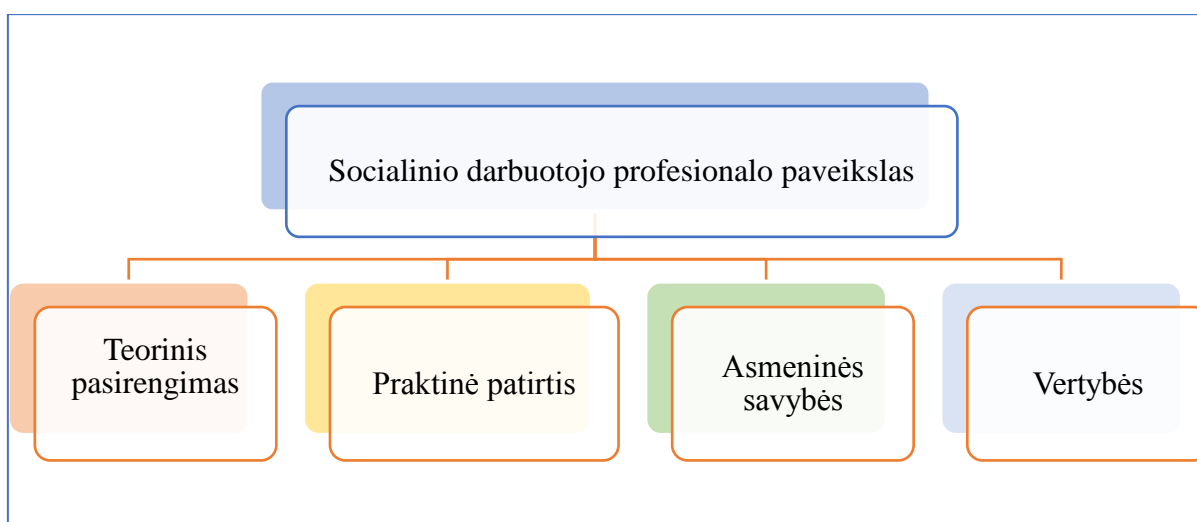 Socialinio darbuotojo profesionalo paveikslas
Teorinis
pasirengimas
Praktinė patirtis
Asmeninės
savybės
Vertybės